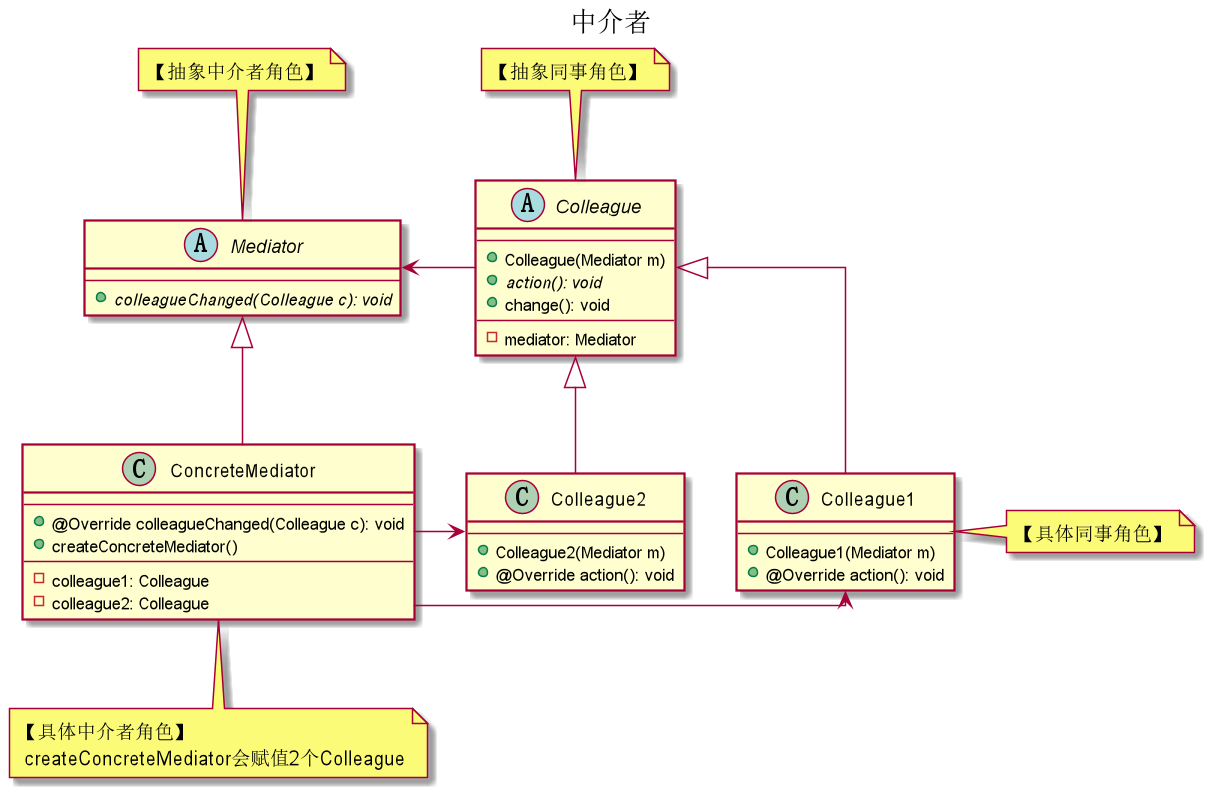 中介者
【抽象中介者角色】
【抽象同事角色】
A Mediator
+ colleagueChanged(Colleague c): void
A Colleague
Colleague(Mediator m)
action(): void
change(): void
mediator: Mediator
C ConcreteMediator
@Override colleagueChanged(Colleague c): void
createConcreteMediator()
colleague1: Colleague
colleague2: Colleague
C Colleague2
Colleague2(Mediator m)
@Override action(): void
C Colleague1
Colleague1(Mediator m)
@Override action(): void
【具体同事角色】
【具体中介者角色】
createConcreteMediator会赋值2个Colleague